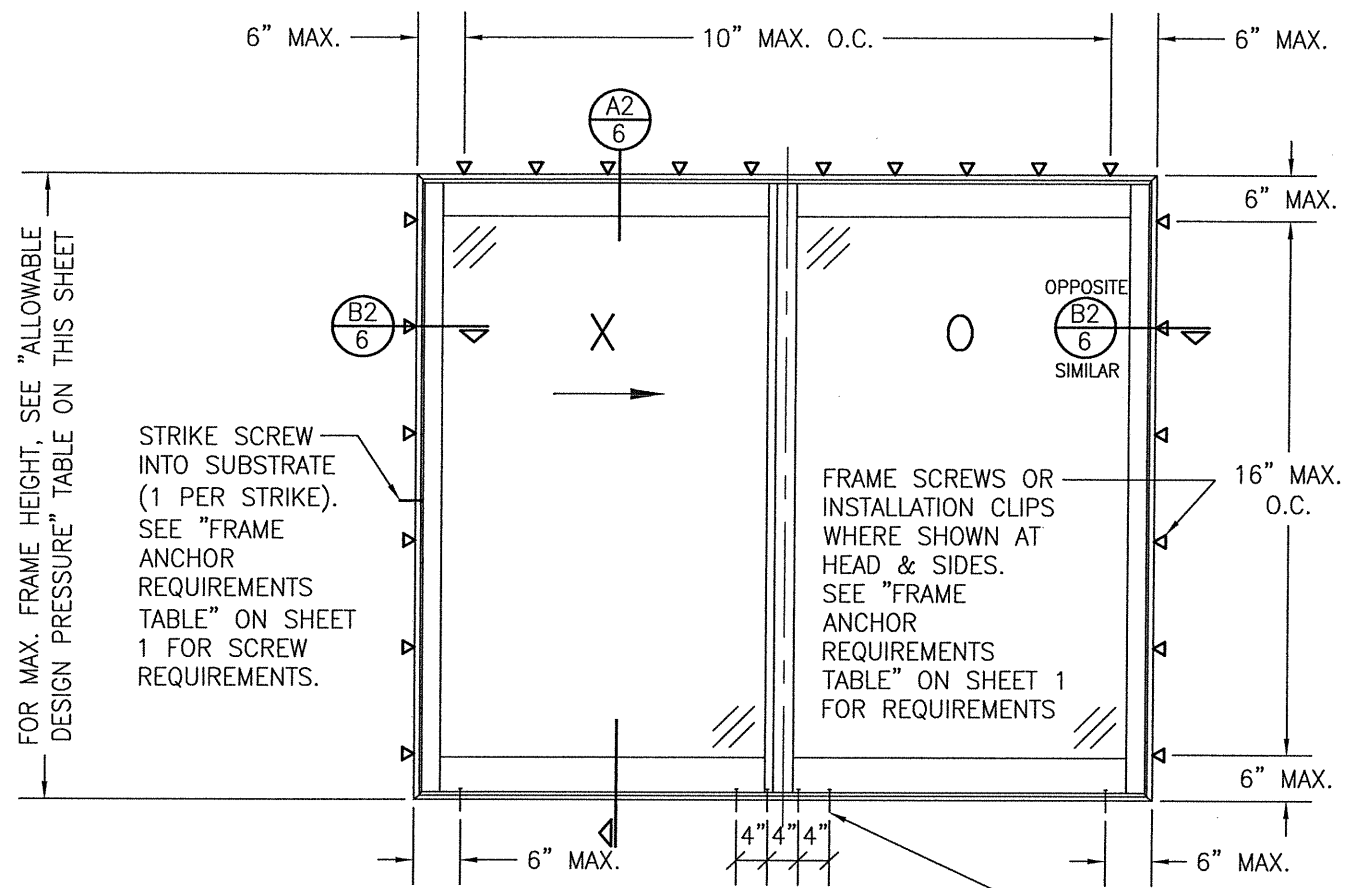 6" MAX.
10" MAX. O.C.
6" MAX.
A2
6
6" MAX.
FOR MAX. FRAME HEIGHT, SEE "ALLOWABLE
DESIGN PRESSURE" TABLE ON THIS SHEET
B2
6
X
O
OPPOSITE
B2
6
SIMILAR
STRIKE SCREW
INTO SUBSTRATE
(1 PER STRIKE).
SEE "FRAME
ANCHOR
REQUIREMENTS
TABLE" ON SHEET
1 FOR SCREW
REQUIREMENTS.
FRAME SCREWS OR
INSTALLATION CLIPS
WHERE SHOWN AT
HEAD & SIDES.
SEE "FRAME
ANCHOR
REQUIREMENTS
TABLE" ON SHEET 1
FOR REQUIREMENTS
16" MAX.
O.C.
6" MAX.
4" 4" 4"
6" MAX.
6" MAX.